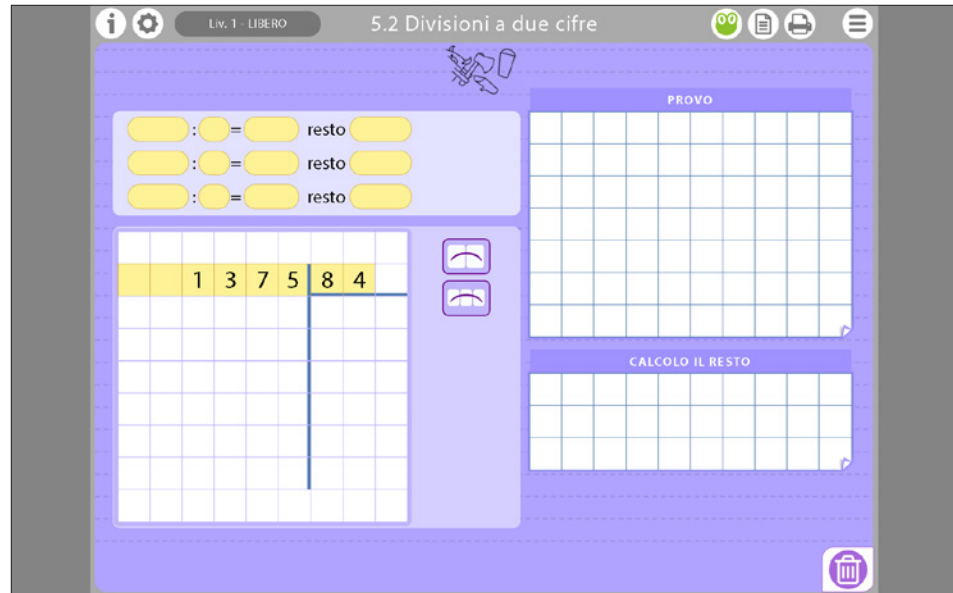 Liv. 1 - LIBERO
5.2 Divisioni a due cifre
: = resto
: = resto
: = resto
1 3 7 5 8 4
PROVO
CALCOLO IL RESTO